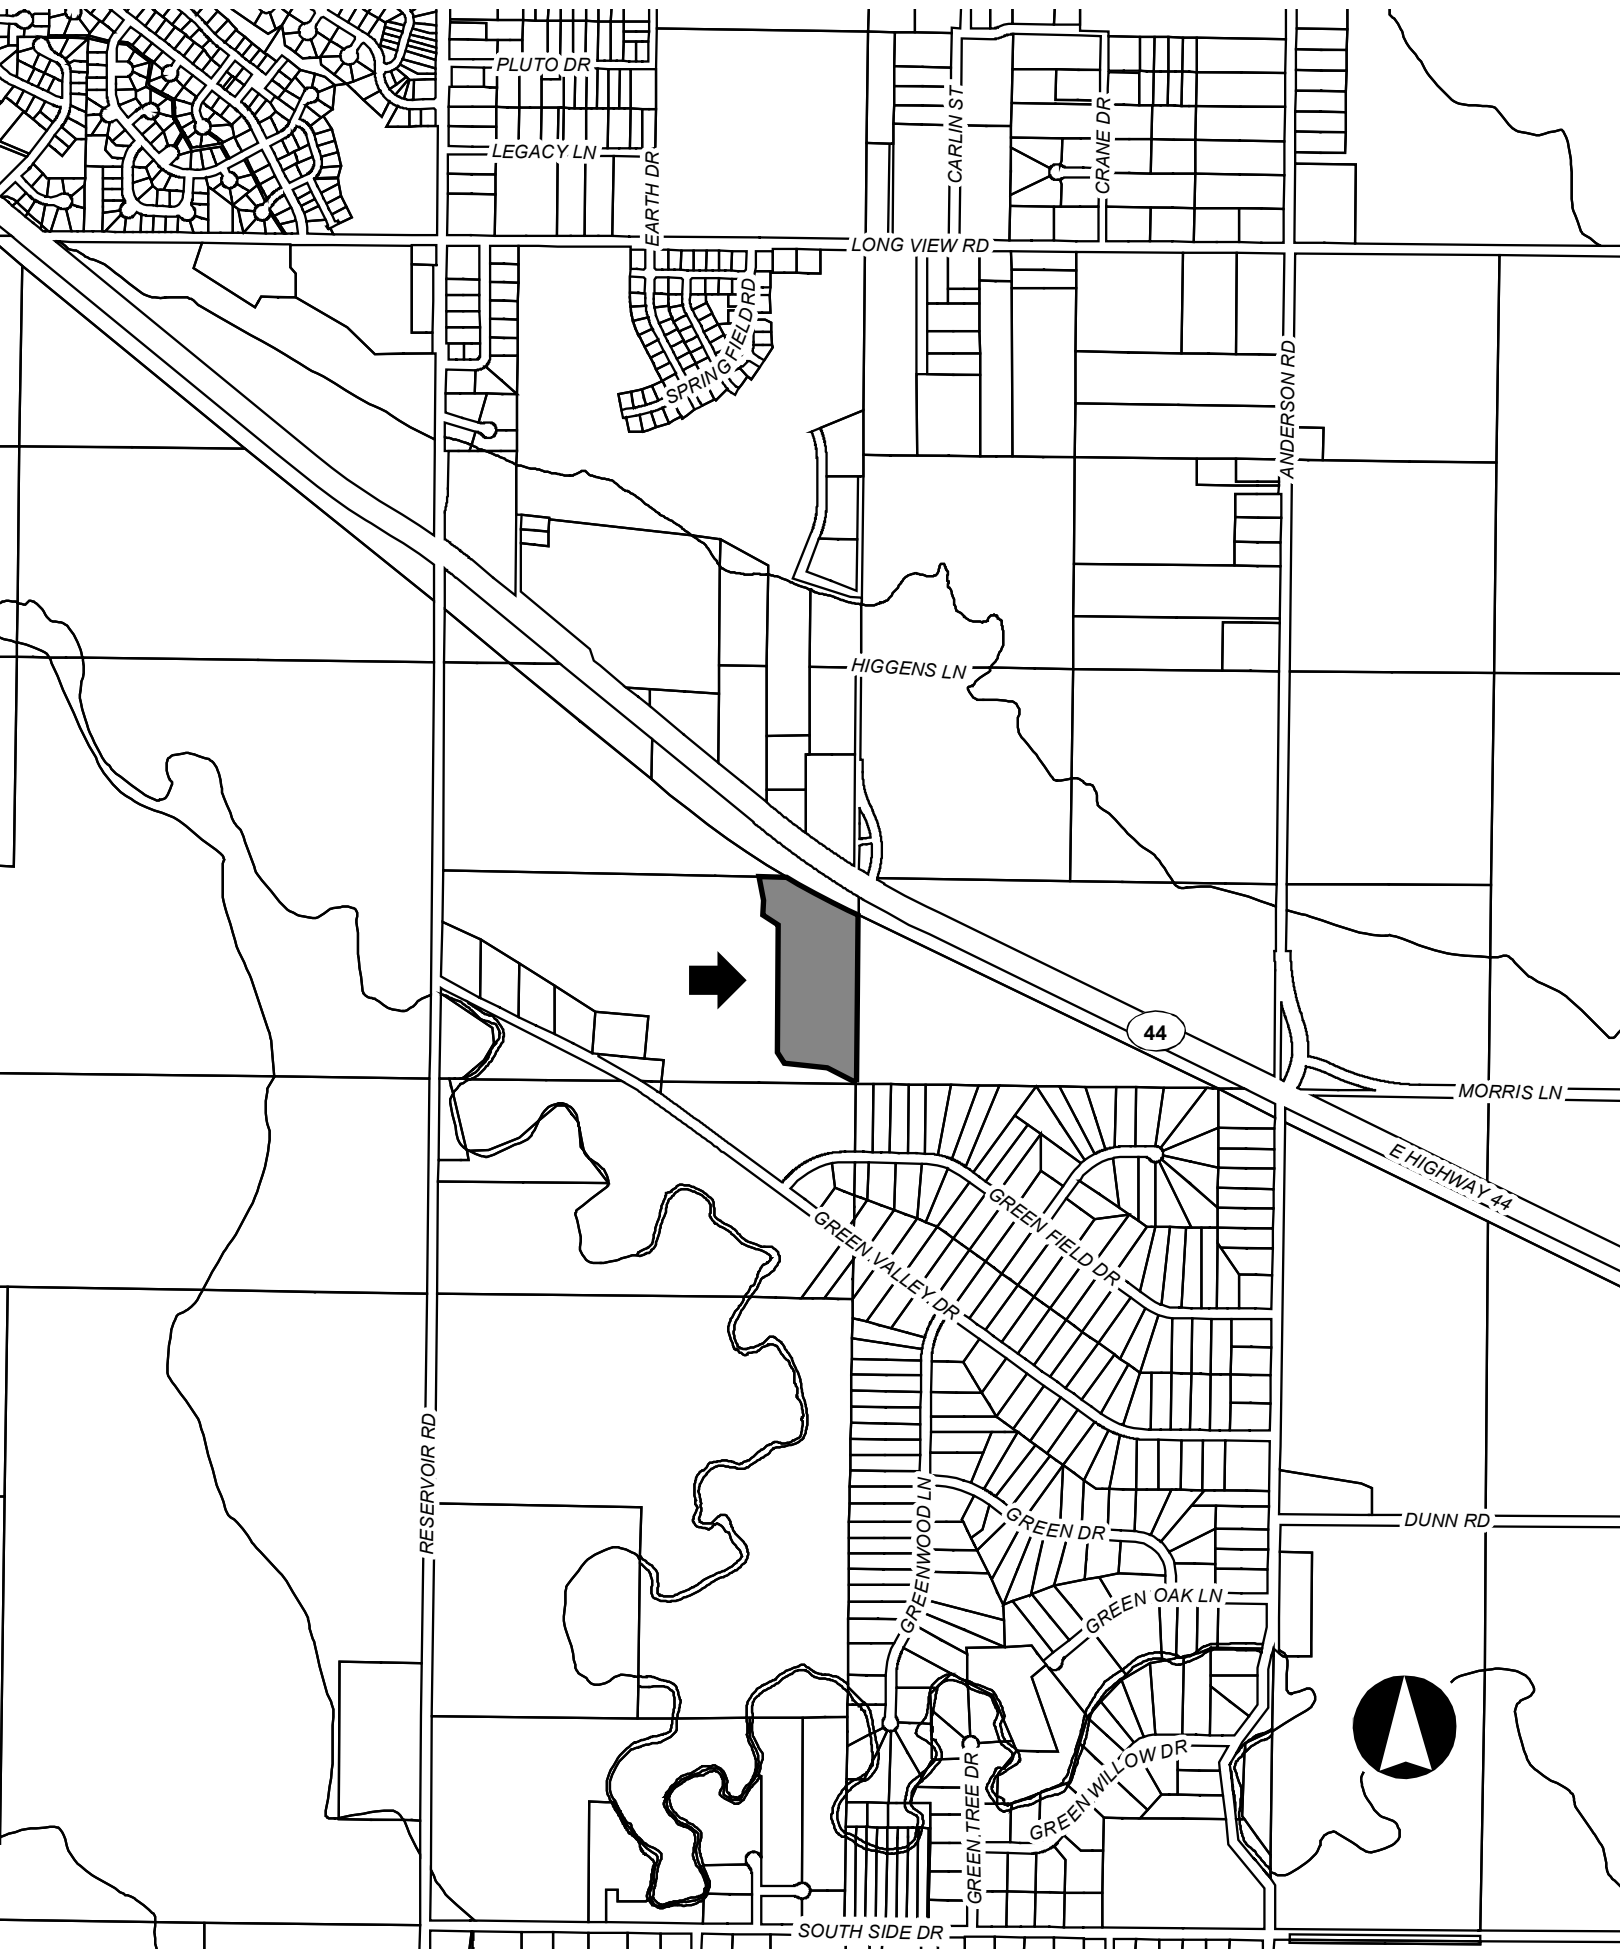 PLUTO DR
LEGACY LN
EARTH DR
CARLIN ST
CRANE DR
LONG VIEW RD
SPRINGFIELD RD
ANDERSON RD
HIGGENS LN
44
MORRIS LN
E HIGHWAY 44
GREEN FIELD DR
GREEN VALLEY DR
RESERVOIR RD
GREENWOOD LN
GREEN DR
DUNN RD
GREEN OAK LN
GREEN WILLOW DR
GREEN TREE DR
SOUTH SIDE DR